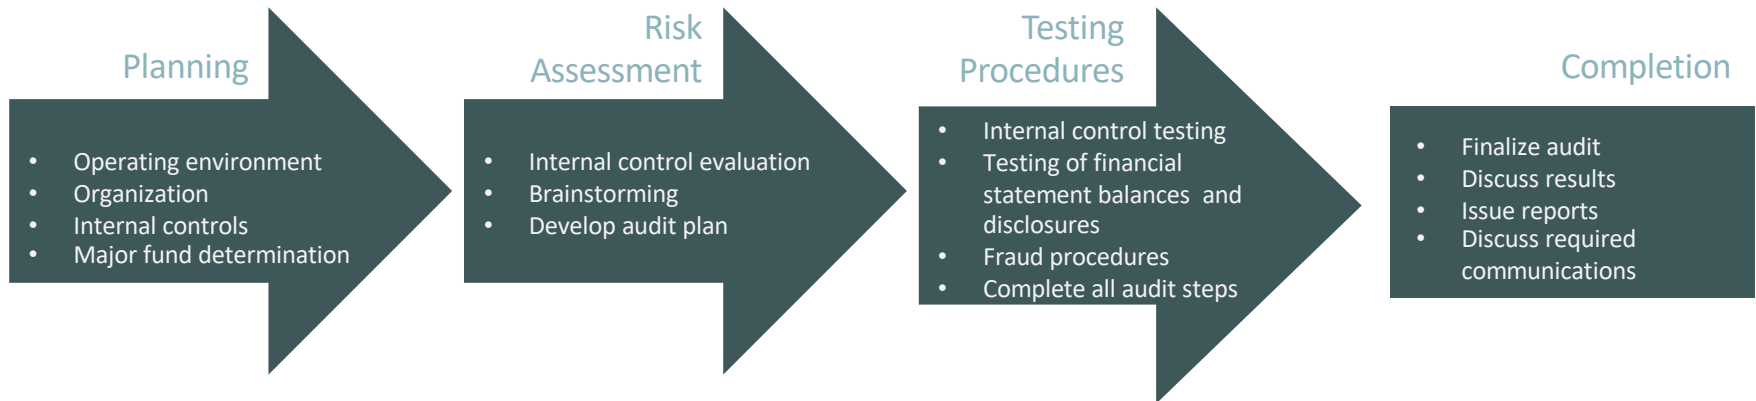 Planning
• Operating environment
• Organization
• Internal controls
• Major fund determination
Risk
Assessment
• Internal control evaluation
• Brainstorming
• Develop audit plan
Testing
Procedures
• Internal control testing
• Testing of financial
statement balances and
disclosures
• Fraud procedures
• Complete all audit steps
Completion
• Finalize audit
• Discuss results
• Issue reports
• Discuss required
communications